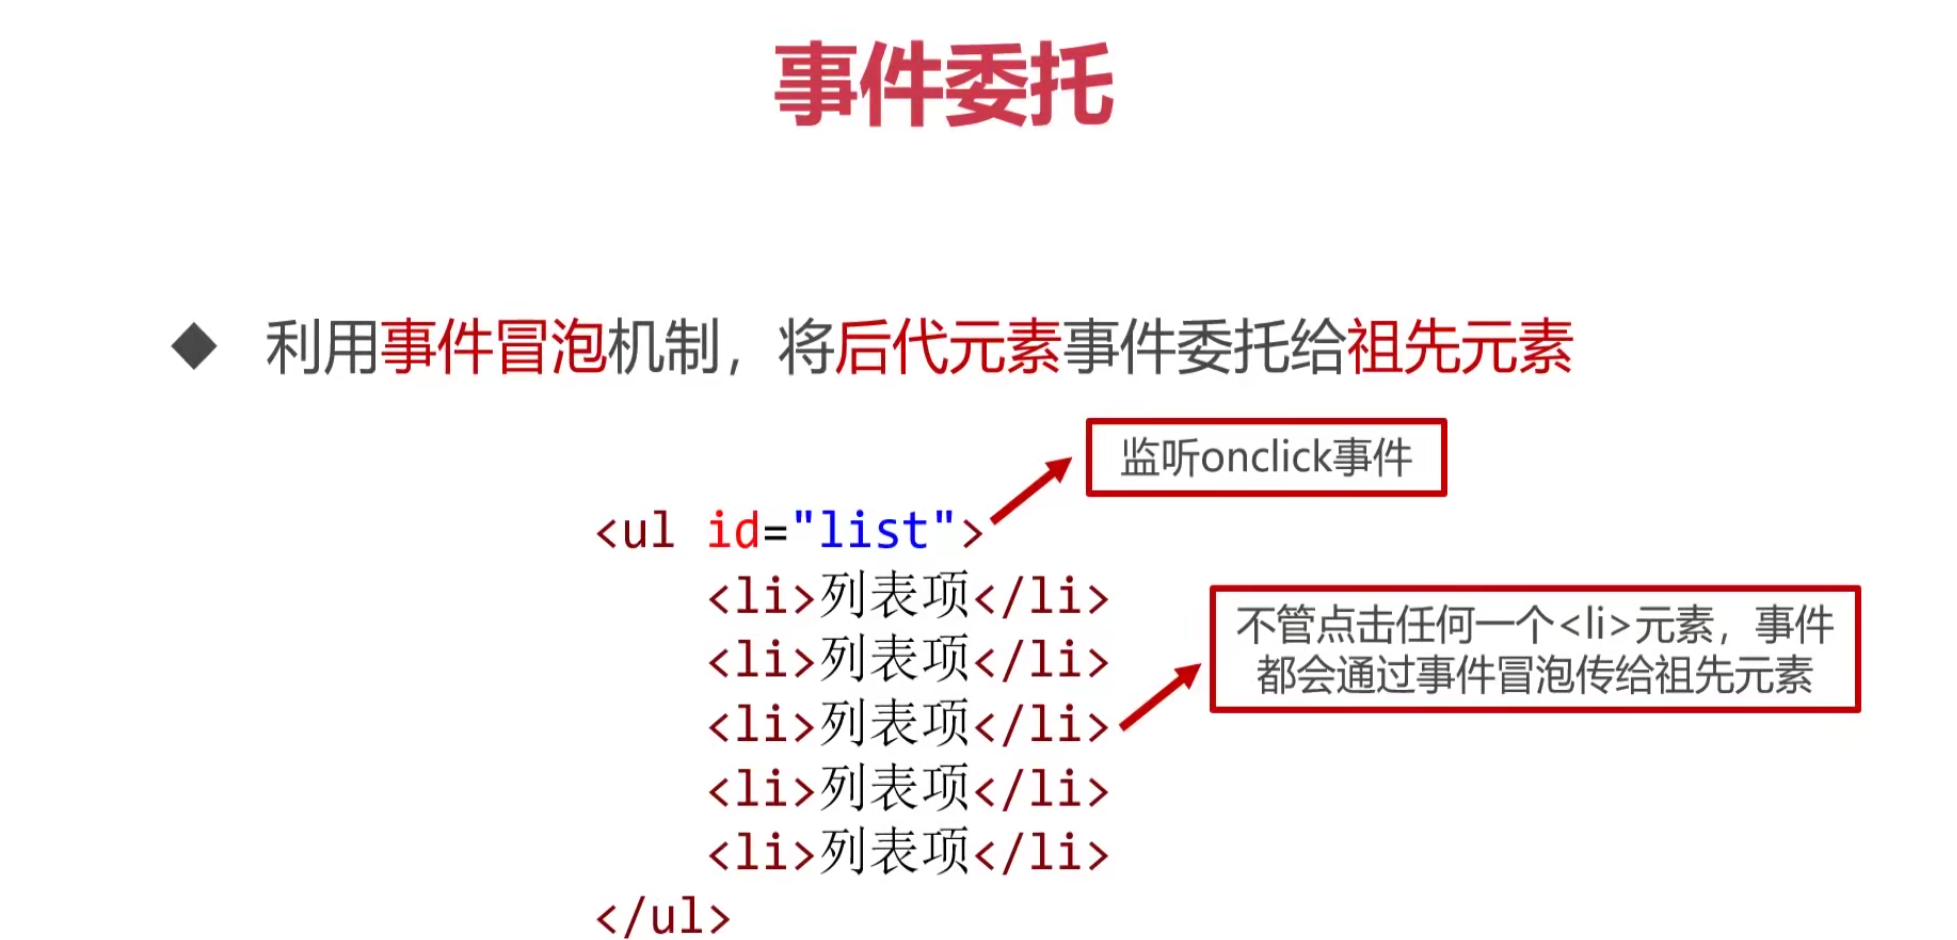 事件委托
◆ 利用事件冒泡机制，将后代元素事件委托给祖先元素
监听onclick事件
<ul id="list">
<li>列表项</li>
<li>列表项</li>
<li>列表项</li>
<li>列表项</li>
<li>列表项</li>
</ul>
不管点击任何一个<li>元素，事件
都会通过事件冒泡传给祖先元素